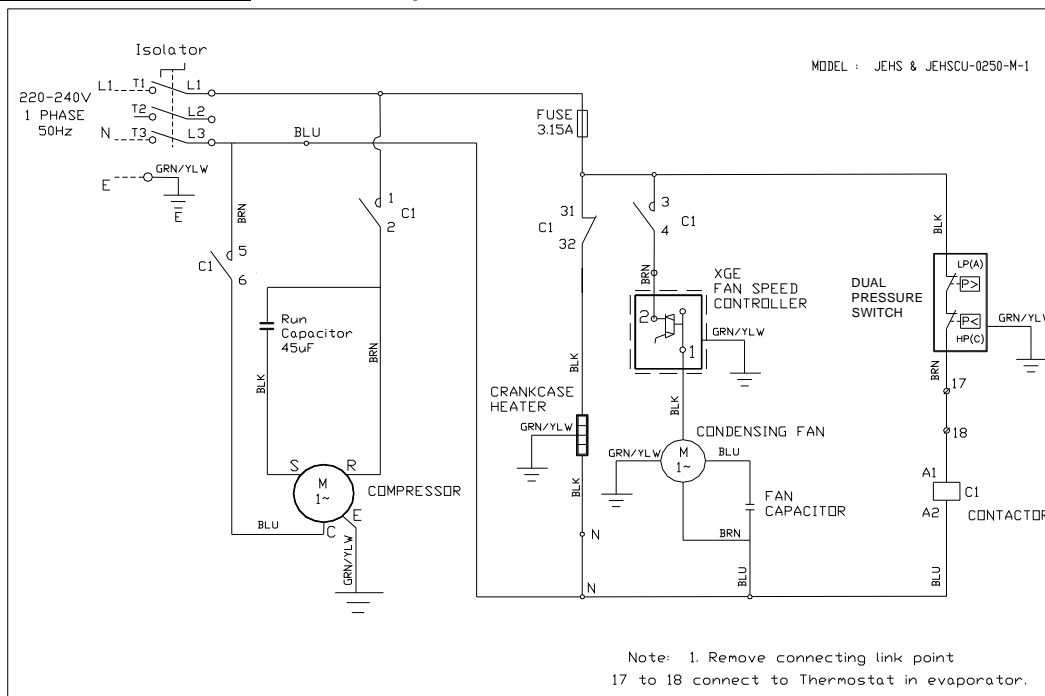 Isolator
MODEL : JEHS & JEHSCU-0250-M-1
L1 T1 L1
220-240V
1 PHASE
50Hz
T2 L2
N T3 L3
BLU
FUSE
3.15A
E GRN/YLW
E
BRN
1
2
C1
5
6
C1
31
32
C1
3
4
C1
BLK
BRN
XGE
FAN SPEED
CONTROLLER
2
1
GRN/YLW
DUAL
PRESSURE
SWITCH
LP(A)
P>
P<
HP(C)
GRN/YLW
Run
Capacitor
45uF
BLK
BRN
BLK
BRN
17
18
CRANKCASE
HEATER
GRN/YLW
BLK
BLK
CONDENSING FAN
GRN/YLW
M
1~
BLU
FAN
CAPACITOR
BRN
BLU
A1
A2
C1
CONTACTOR
BLU
S
R
M
1~
COMPRESSOR
E
C
BLU
GRN/YLW
N
N
Note: 1. Remove connecting link point
17 to 18 connect to Thermostat in evaporator.